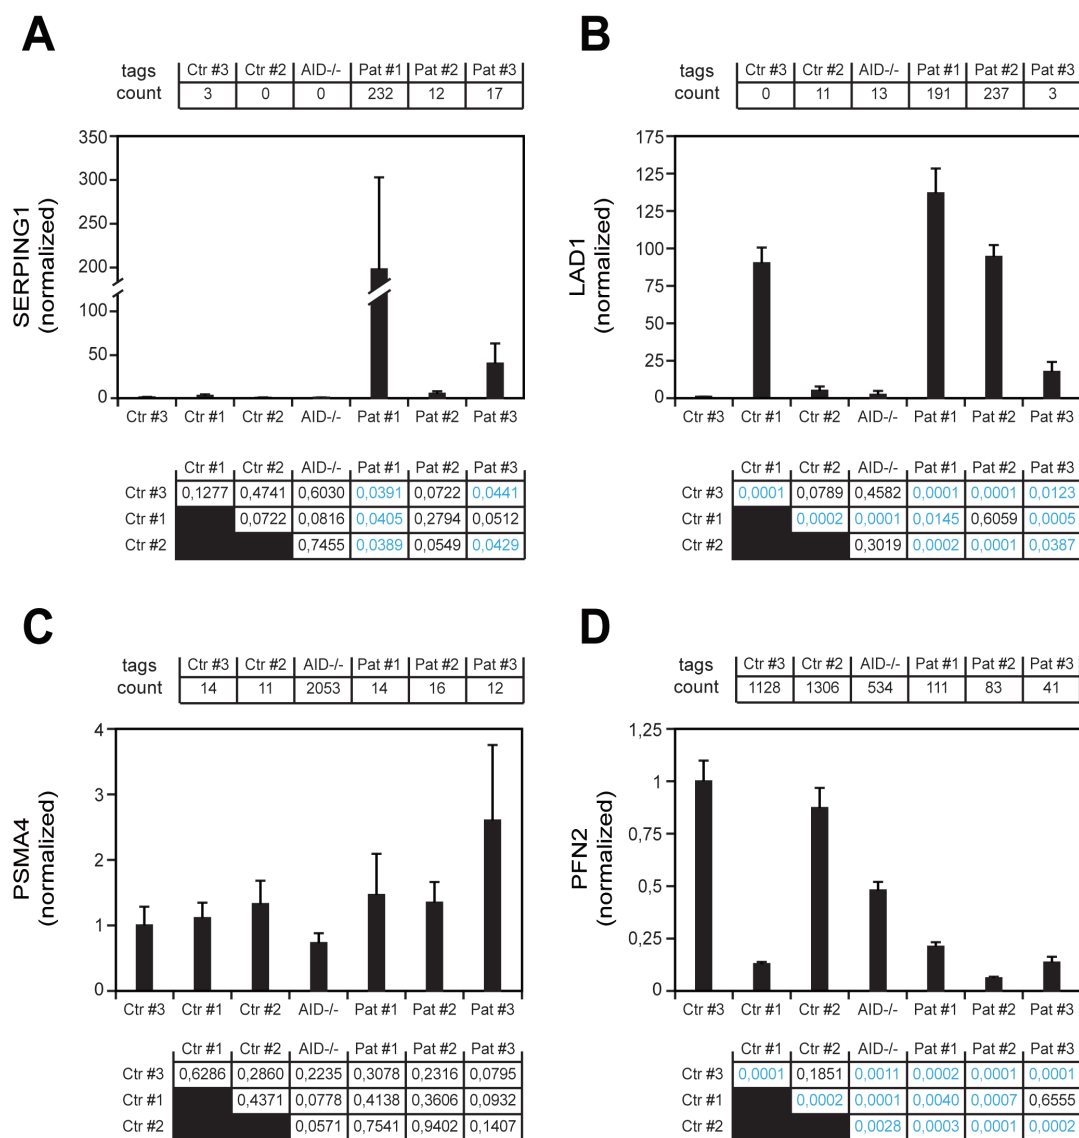 A
tags Ctr #3 Ctr #2 AID-/- Pat #1 Pat #2 Pat #3
count 3 0 0 232 12 17
SERPING1
(normalized)
350
300
250
200
100
50
0
Ctr #3 Ctr #1 Ctr #2 AID-/- Pat #1 Pat #2 Pat #3
Ctr #1 Ctr #2 AID-/- Pat #1 Pat #2 Pat #3
Ctr #3 0,1277 0,4741 0,6030 0,0391 0,0722 0,0441
Ctr #1 0,0722 0,0816 0,0405 0,2794 0,0512
Ctr #2 0,7455 0,0389 0,0549 0,0429
B
tags Ctr #3 Ctr #2 AID-/- Pat #1 Pat #2 Pat #3
count 0 11 13 191 237 3
LAD1
(normalized)
175
125
125
100
75
50
25
0
Ctr #3 Ctr #1 Ctr #2 AID-/- Pat #1 Pat #2 Pat #3
Ctr #1 Ctr #2 AID-/- Pat #1 Pat #2 Pat #3
Ctr #3 0,0001 0,0789 0,4582 0,0001 0,0001 0,0123
Ctr #1 0,0002 0,0001 0,0145 0,6059 0,0005
Ctr #2 0,3019 0,0002 0,0001 0,0387
C
tags Ctr #3 Ctr #2 AID-/- Pat #1 Pat #2 Pat #3
count 14 11 2053 14 16 12
PSMA4
(normalized)
4
3
2
1
0
Ctr #3 Ctr #1 Ctr #2 AID-/- Pat #1 Pat #2 Pat #3
Ctr #1 Ctr #2 AID-/- Pat #1 Pat #2 Pat #3
Ctr #3 0,6286 0,2860 0,2235 0,3078 0,2316 0,0795
Ctr #1 0,4371 0,0778 0,4138 0,3606 0,0932
Ctr #2 0,0571 0,7541 0,9402 0,1407
D
tags Ctr #3 Ctr #2 AID-/- Pat #1 Pat #2 Pat #3
count 1128 1306 534 111 83 41
PFN2
(normalized)
1,25
1
0,75
0,5
0,25
0
Ctr #3 Ctr #1 Ctr #2 AID-/- Pat #1 Pat #2 Pat #3
Ctr #1 Ctr #2 AID-/- Pat #1 Pat #2 Pat #3
Ctr #3 0,0001 0,1851 0,0011 0,0002 0,0001 0,0001
Ctr #1 0,0002 0,0001 0,0040 0,0007 0,6555
Ctr #2 0,0028 0,0003 0,0001 0,0002